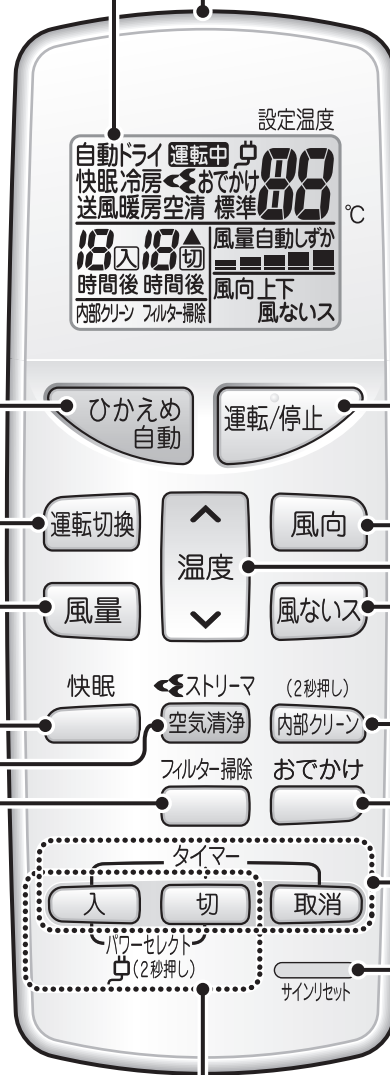 設定温度
自動ドライ 運転中 88
快眠 冷房 おでかけ ℃
送風 暖房 空清 標準
18 入 18 切 風量自動しずか
時間後 時間後 風向 上下
内部クリーン フィルター掃除 風ないス
ひかえめ
自動
運転/停止
運転切換
温度
風向
風量
風ないス
快眠
ストリーマ
空気清浄
(2秒押し)
内部クリーン
フィルター掃除
おでかけ
タイマー
入
切
取消
パワーセレクト
(2秒押し)
サインリセット